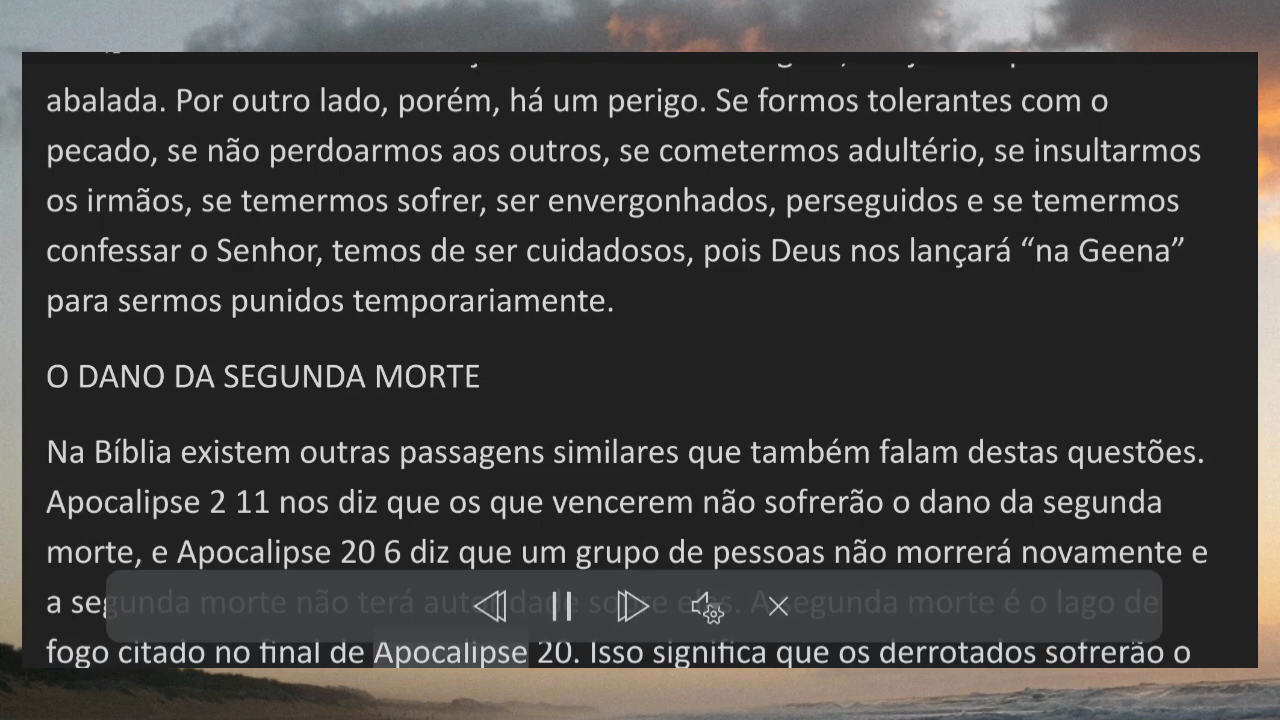 abalada. Por outro lado, porém, há um perigo. Se formos tolerantes com o
pecado, se não perdoarmos aos outros, se cometermos adultério, se insultarmos
os irmãos, se temermos sofrer, ser envergonhados, perseguidos e se temermos
confessar o Senhor, temos de ser cuidadosos, pois Deus nos lançará “na Geena”
para sermos punidos temporariamente.
O DANO DA SEGUNDA MORTE
Na Bíblia existem outras passagens similares que também falam destas questões.
Apocalipse 2 11 nos diz que os que vencerem não sofrerão o dano da segunda
morte, e Apocalipse 20 6 diz que um grupo de pessoas não morrerá novamente e
a segunda morte não terá autoridade sobre eles. A segunda morte é o lago de
fogo citado no final de Apocalipse 20. Isso significa que os derrotados sofrerão o